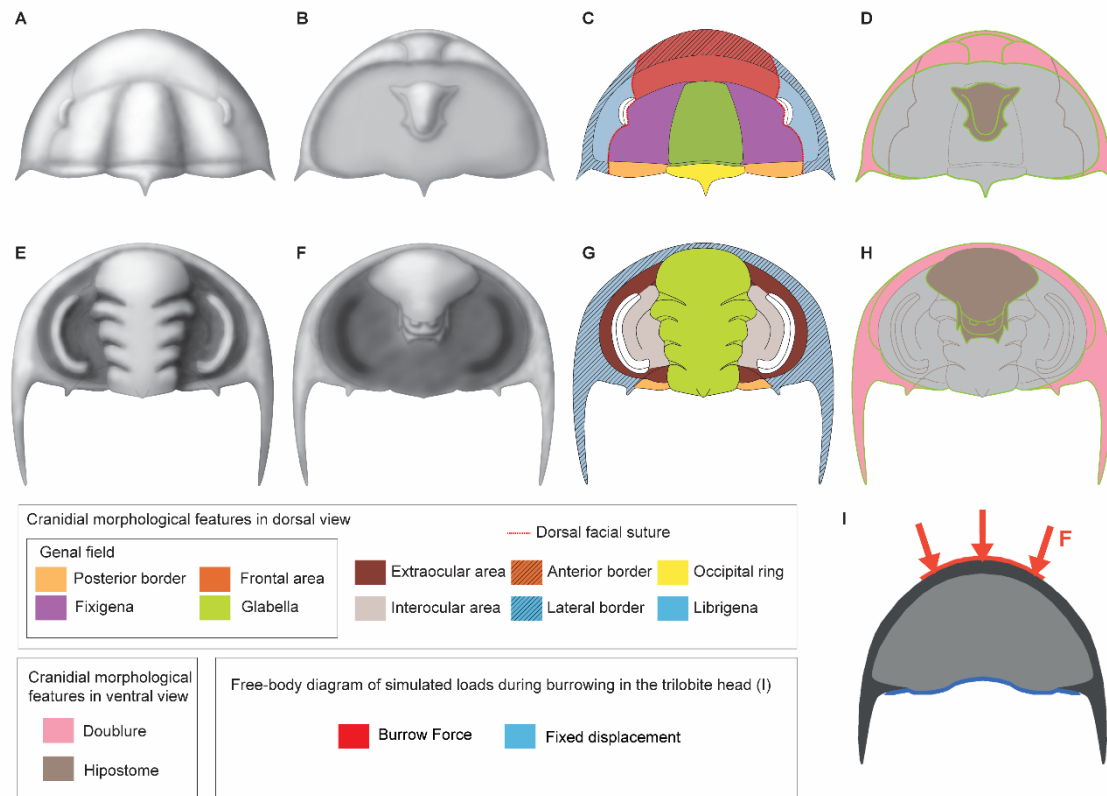 A
B
C
D
E
F
G
H
Cranidial morphological features in dorsal view
Genal field
Posterior border
Frontal area
Fixigena
Glabella
Dorsal facial suture
Extraocular area
Anterior border
Occipital ring
Interocular area
Lateral border
Librigena
I
F
Cranidial morphological
features in ventral view
Doublure
Hipostome
Free-body diagram of simulated loads during burrowing in the trilobite head (I)
Burrow Force
Fixed displacement